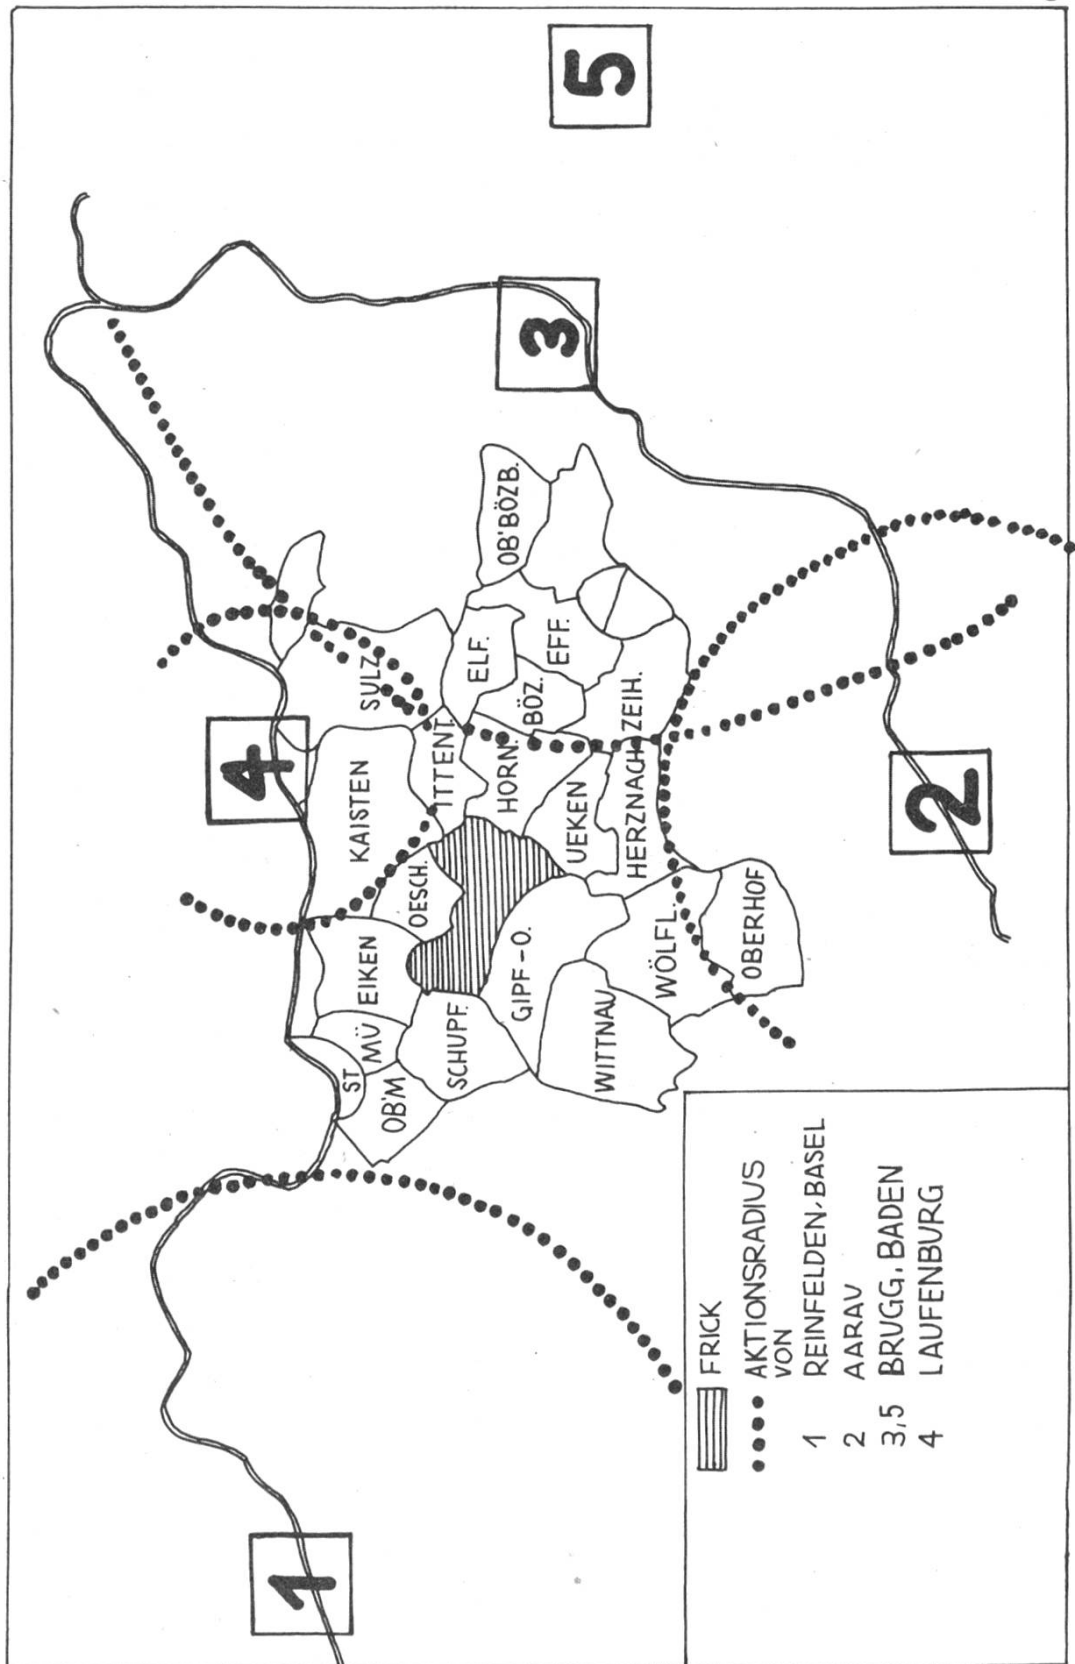 5
3
4
2
1
OB'BÖZB.
SULZ
ELF.
EFF.
BÖZ.
ZEIH.
KAISTEN
ITTENT.
HORN.
UEKEN
HERZNACH
OESCH.
EIKEN
MÜ
ST
OB'M
SCHUPF.
GIPF-O.
WÖLFL.
OBERHOF
WITTNAU
FRICK
AKTIONSRADIUS
VON
1 REINFELDEN, BASEL
2 AARAV
3,5 BRUGG, BADEN
4 LAUFENBURG